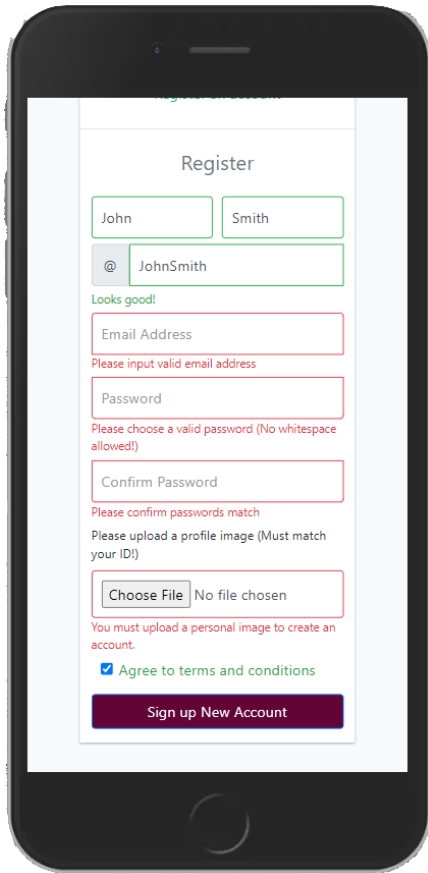 Register an account
Register
John Smith
@ JohnSmith
Looks good!
Email Address
Please input valid email address
Password
Please choose a valid password (No whitespace
allowed!)
Confirm Password
Please confirm passwords match
Please upload a profile image (Must match
your ID!)
Choose File No file chosen
You must upload a personal image to create an
account.
Agree to terms and conditions
Sign up New Account